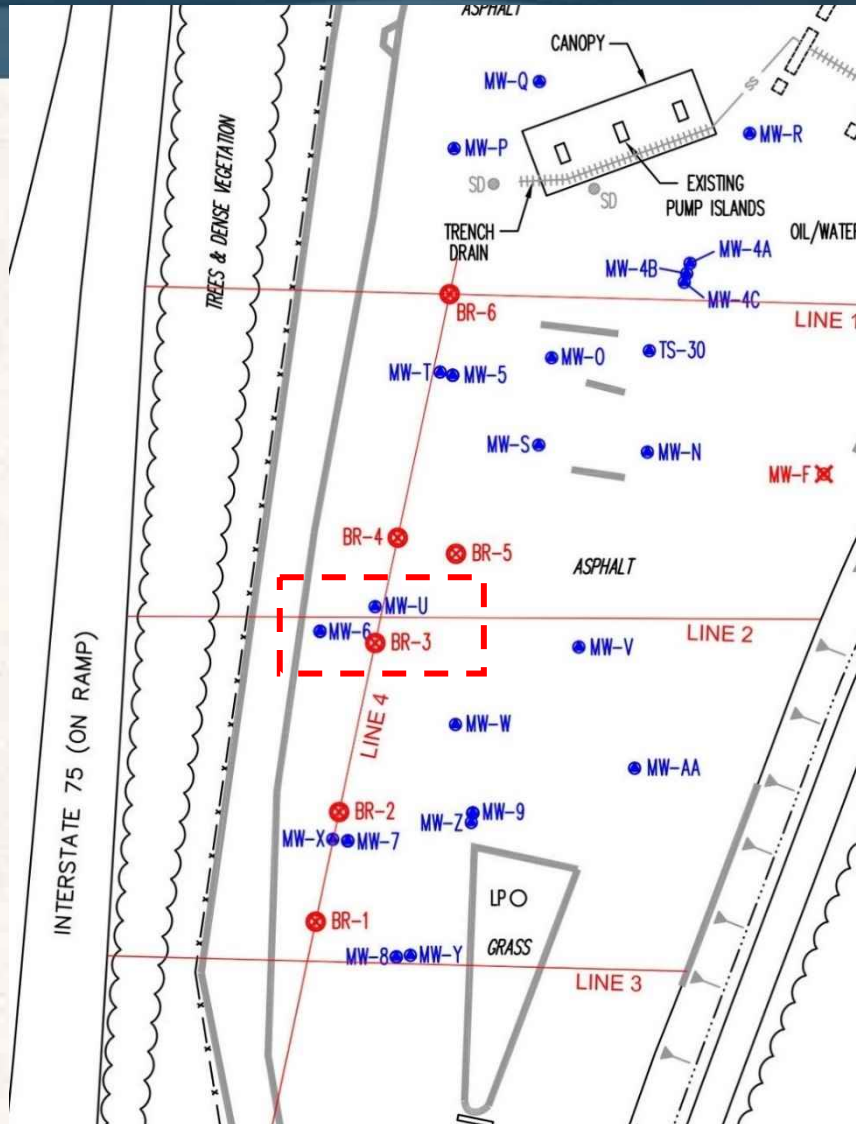 ASPHALT
CANOPY
MW-Q
MW-P
MW-R
SD
SD
EXISTING
PUMP ISLANDS
TRENCH
DRAIN
OIL/WATER
TREES & DENSE VEGETATION
SS
MW-4A
MW-4B
MW-4C
BR-6
LINE 1
MW-T
MW-5
MW-O
TS-30
MW-S
MW-N
MW-F
BR-4
BR-5
ASPHALT
MW-U
MW-6
BR-3
LINE 2
MW-V
INTERSTATE 75 (ON RAMP)
LINE 4
MW-W
MW-AA
BR-2
MW-9
MW-Z
MW-X
MW-7
LP
BR-1
GRASS
MW-8
MW-Y
LINE 3